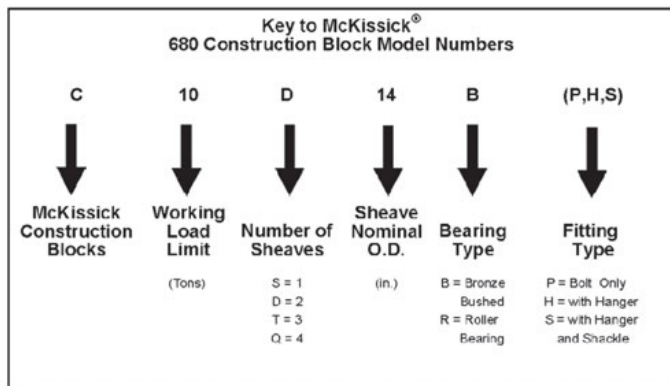 Key to McKissick®
680 Construction Block Model Numbers
C 10 D 14 B (P,H,S)
McKissick
Construction
Blocks
Working
Load
Limit
(Tons)
Number of
Sheaves
S = 1
D = 2
T = 3
Q = 4
Sheave
Nominal
O.D.
(in.)
Bearing
Type
B = Bronze
Bushed
R = Roller
Bearing
Fitting
Type
P = Bolt Only
H = with Hanger
S = with Hanger
and Shackle